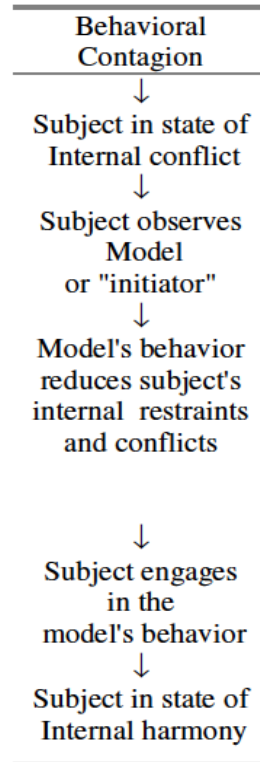 Behavioral
Contagion
↓
Subject in state of
Internal conflict
↓
Subject observes
Model
or "initiator"
↓
Model's behavior
reduces subject's
internal restraints
and conflicts
↓
Subject engages
in the
model's behavior
↓
Subject in state of
Internal harmony